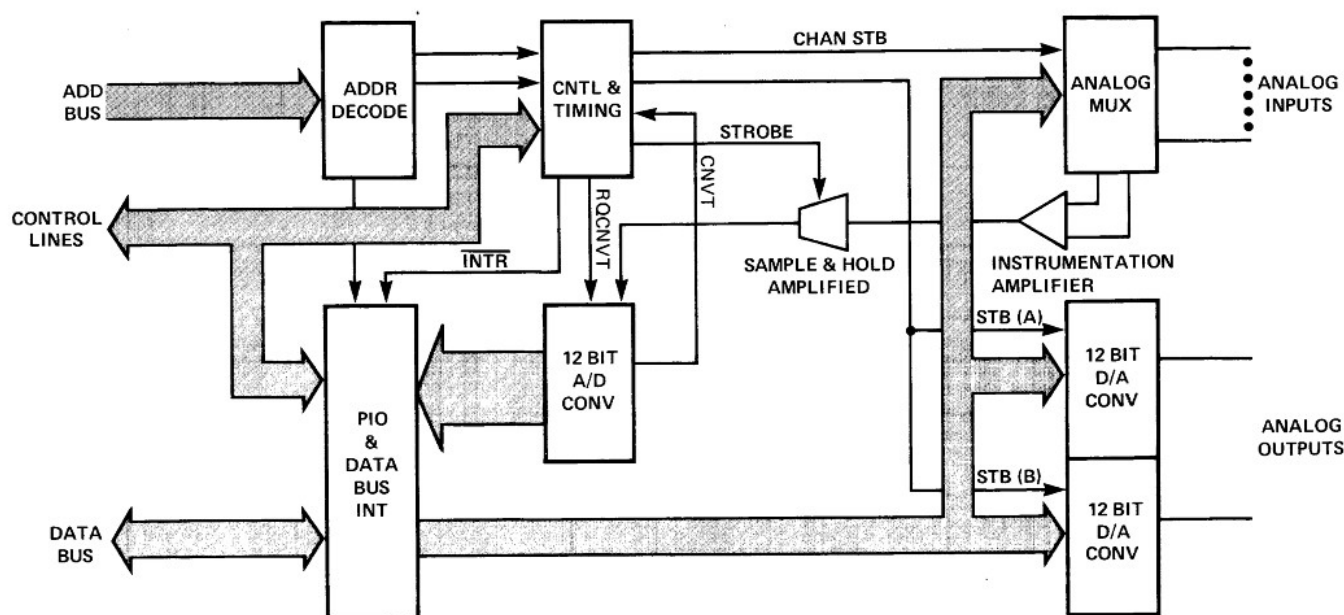 ADD
BUS
ADDR
DECODE
CNTL &
TIMING
CHAN STB
ANALOG
MUX
ANALOG
INPUTS
STROBE
CNVT
RQCNVT
CONTROL
LINES
INTR
SAMPLE & HOLD
AMPLIFIED
INSTRUMENTATION
AMPLIFIER
STB (A)
12 BIT
A/D
CONV
12 BIT
D/A
CONV
PIO
&
DATA
BUS
INT
ANALOG
OUTPUTS
STB (B)
12 BIT
D/A
CONV
DATA
BUS